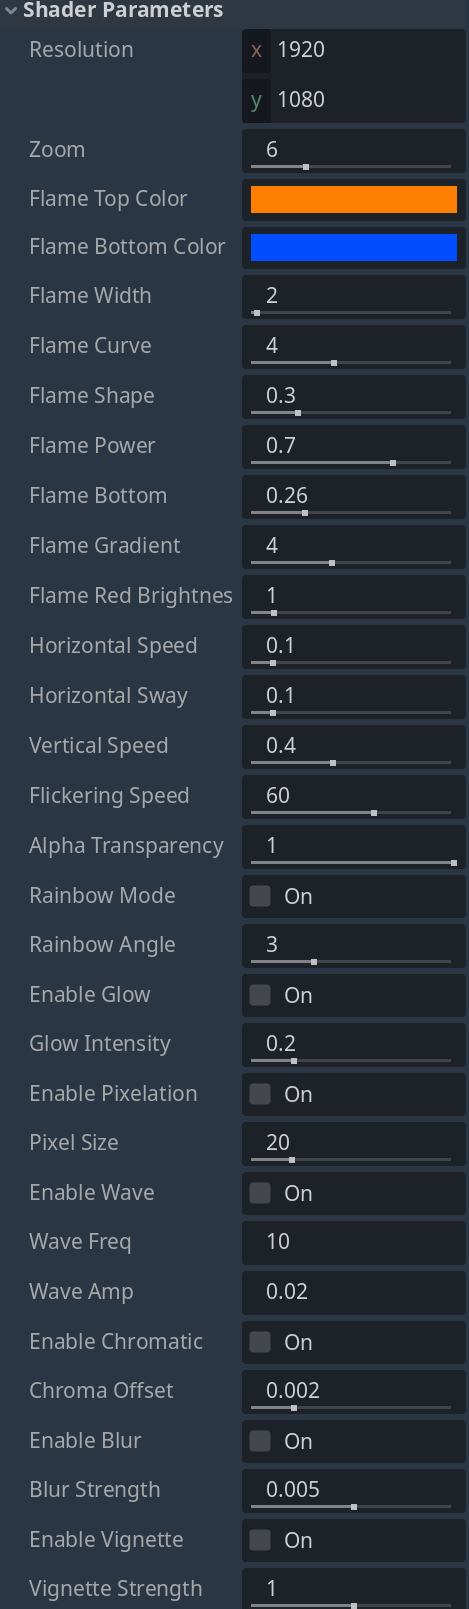 Shader Parameters
Resolution x 1920
y 1080
Zoom 6
Flame Top Color
Flame Bottom Color
Flame Width 2
Flame Curve 4
Flame Shape 0.3
Flame Power 0.7
Flame Bottom 0.26
Flame Gradient 4
Flame Red Brightnes 1
Horizontal Speed 0.1
Horizontal Sway 0.1
Vertical Speed 0.4
Flickering Speed 60
Alpha Transparency 1
Rainbow Mode On
Rainbow Angle 3
Enable Glow On
Glow Intensity 0.2
Enable Pixelation On
Pixel Size 20
Enable Wave On
Wave Freq 10
Wave Amp 0.02
Enable Chromatic On
Chroma Offset 0.002
Enable Blur On
Blur Strength 0.005
Enable Vignette On
Vignette Strength 1